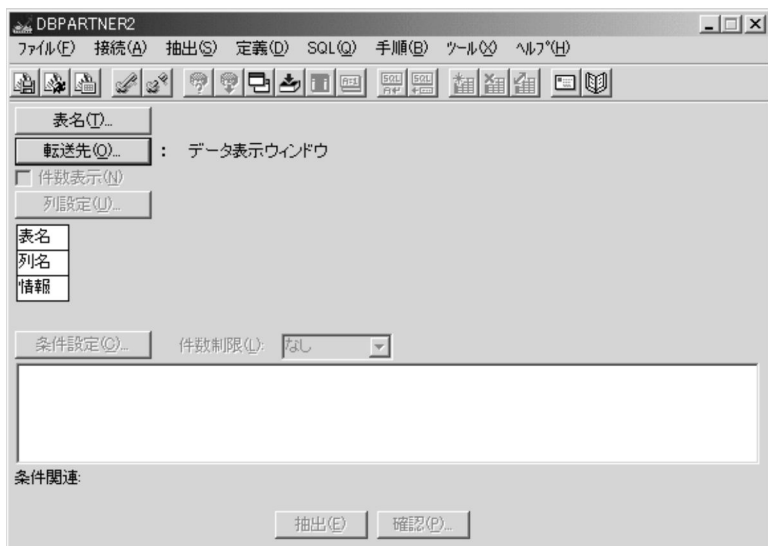 DBPARTNER2
ファイル(F) 接続(A) 抽出(S) 定義(D) SQL(Q) 手順(B) ツール(X) ヘルプ(H)
表名(T)...
転送先(O)... : データ表示ウィンドウ
件数表示(N)
列設定(U)...
表名
列名
情報
条件設定(C)... 件数制限(L): なし
条件関連:
抽出(E) 確認(P)...